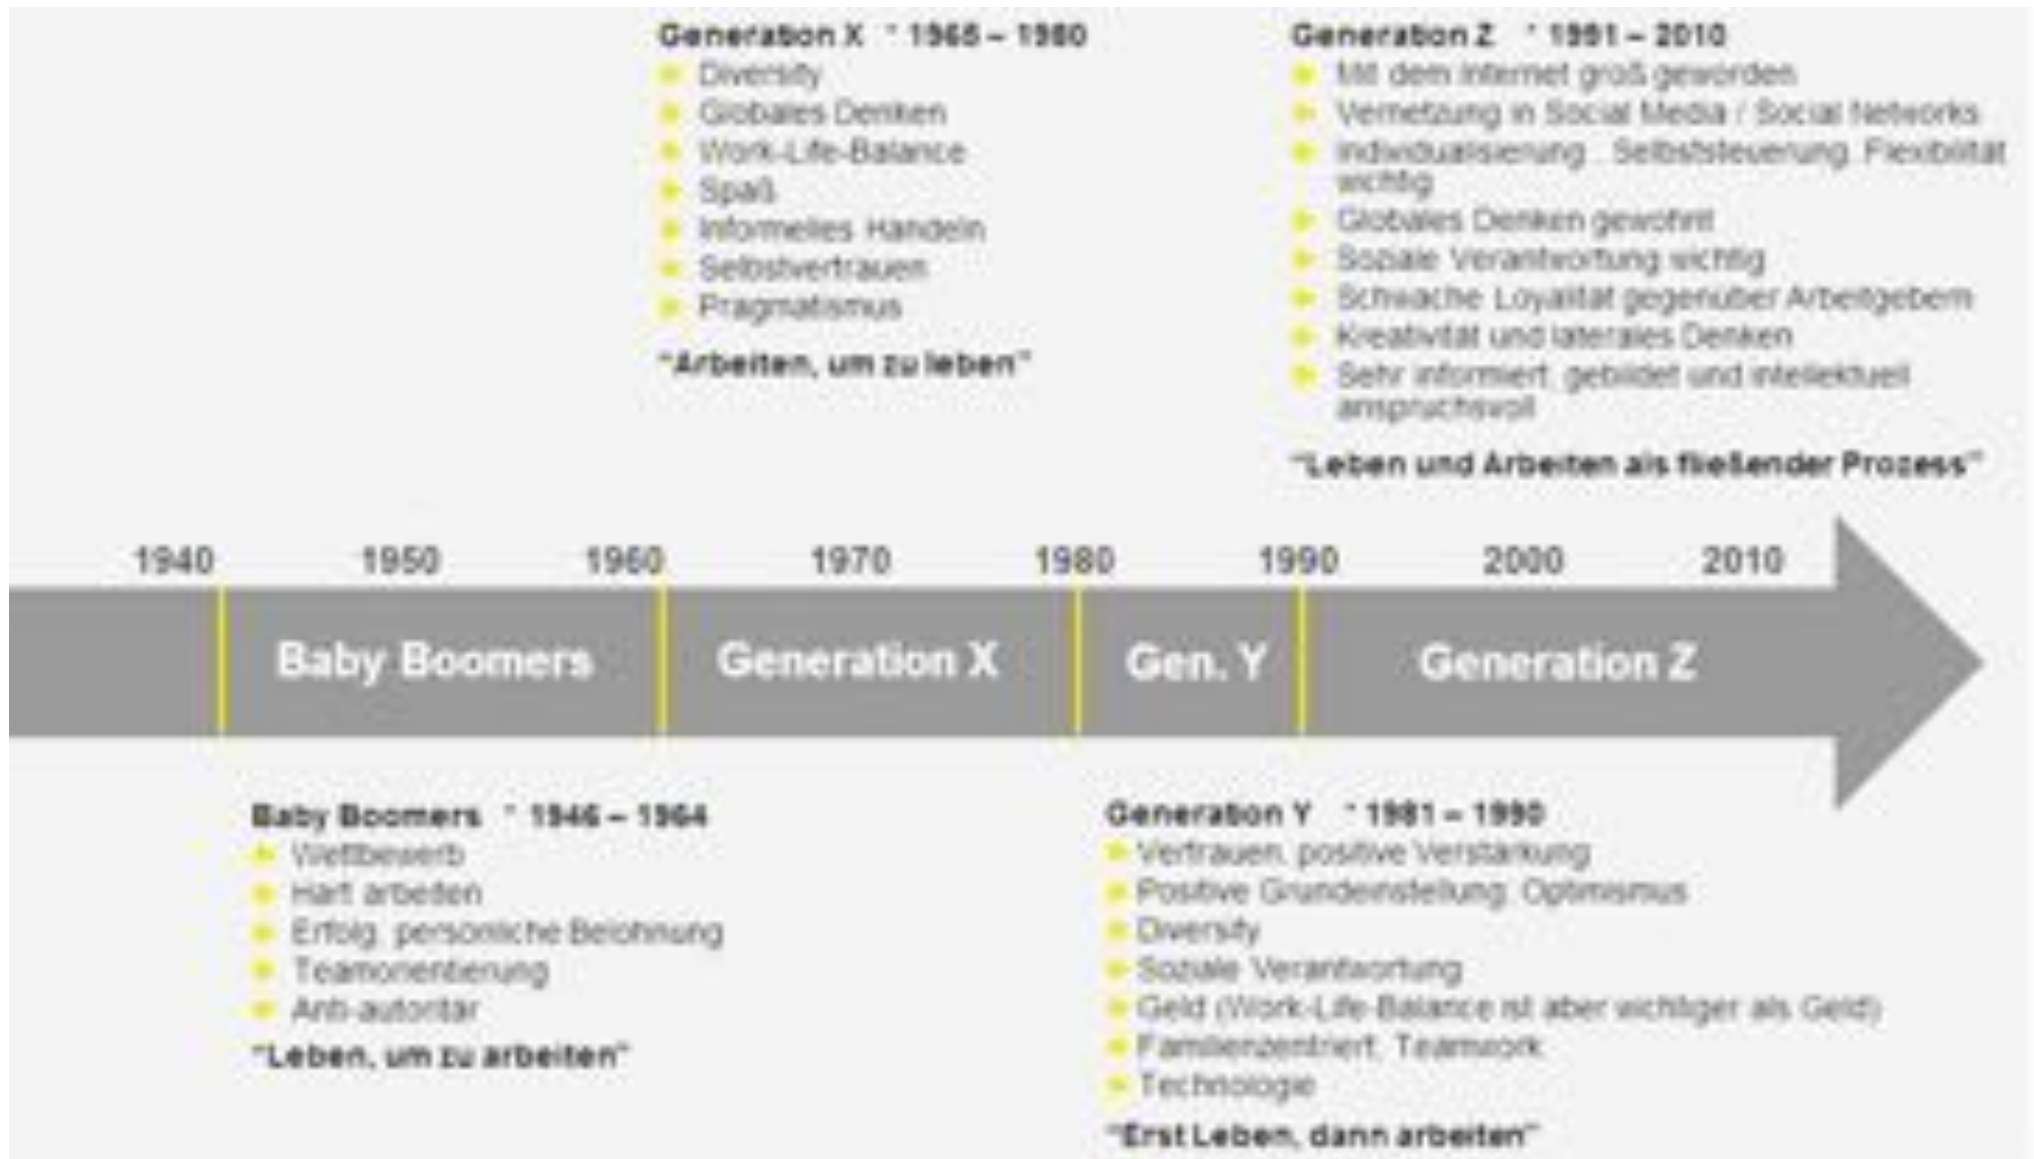 Generation X * 1965 – 1980
Diversity
Globales Denken
Work-Life-Balance
Spaß
Informelles Handeln
Selbstvertrauen
Pragmatismus
"Arbeiten, um zu leben"
Generation Z * 1991 – 2010
Mit dem Internet groß geworden
Vernetzung in Social Media / Social Networks
Individualisierung, Selbststeuerung, Flexibilität
wichtig
Globales Denken gewohnt
Soziale Verantwortung wichtig
Schwache Loyalität gegenüber Arbeitgebern
Kreativität und laterales Denken
Sehr informiert, gebildet und intellektuell
anspruchsvoll
"Leben und Arbeiten als fließender Prozess"
1940 1950 1960 1970 1980 1990 2000 2010
Baby Boomers Generation X Gen. Y Generation Z
Baby Boomers * 1946 – 1964
Wettbewerb
Hart arbeiten
Erfolg, persönliche Belohnung
Teamorientierung
Anti-autoritär
"Leben, um zu arbeiten"
Generation Y * 1981 – 1990
Vertrauen, positive Verstärkung
Positive Grundeinstellung, Optimismus
Diversity
Soziale Verantwortung
Geld (Work-Life-Balance ist aber wichtiger als Geld)
Familienzentriert, Teamwork
Technologie
"Erst Leben, dann arbeiten"